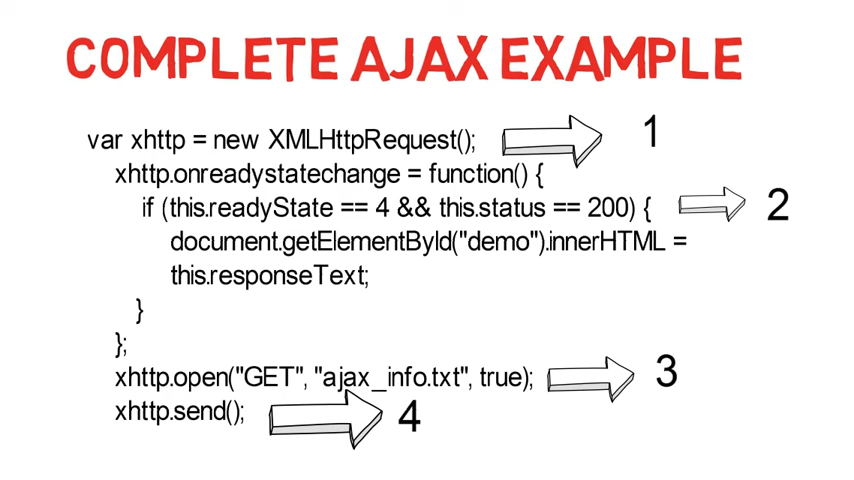 COMPLETE AJAX EXAMPLE
var xhttp = new XMLHttpRequest(); 1
xhttp.onreadystatechange = function() {
if (this.readyState == 4 && this.status == 200) { 2
document.getElementById("demo").innerHTML =
this.responseText;
}
};
xhttp.open("GET", "ajax_info.txt", true); 3
xhttp.send(); 4